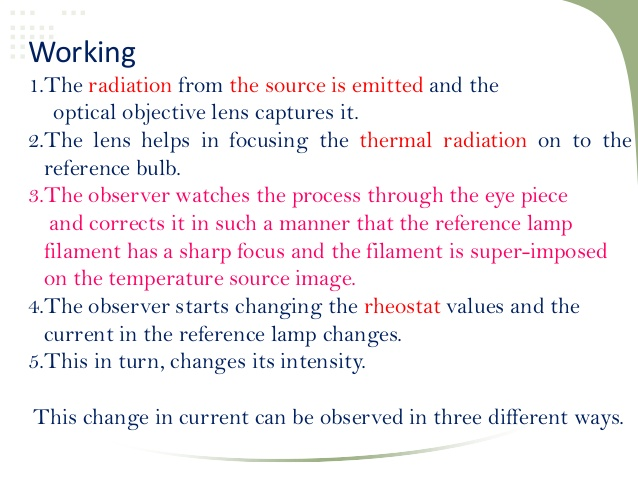 Working
1.The radiation from the source is emitted and the
optical objective lens captures it.
2.The lens helps in focusing the thermal radiation on to the
reference bulb.
3.The observer watches the process through the eye piece
and corrects it in such a manner that the reference lamp
filament has a sharp focus and the filament is super-imposed
on the temperature source image.
4.The observer starts changing the rheostat values and the
current in the reference lamp changes.
5.This in turn, changes its intensity.
This change in current can be observed in three different ways.